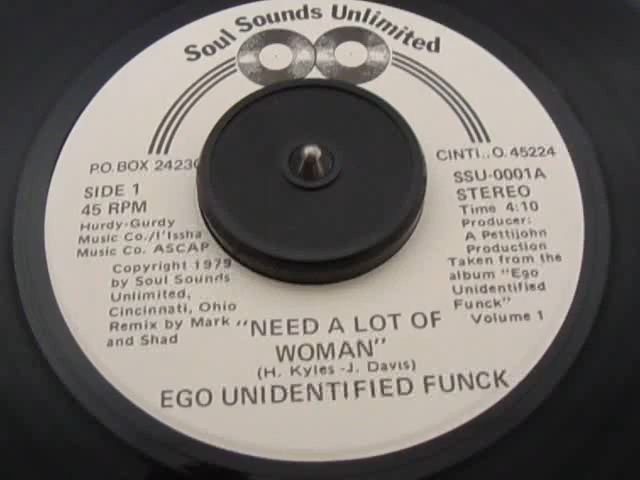 Soul Sounds Unlimited
P.O. BOX 24230
CINTI., O. 45224
SIDE 1
45 RPM
Hurdy-Gurdy
Music Co./I'Issha
Music Co. ASCAP
Copyright 1979
by Soul Sounds
Unlimited,
Cincinnati, Ohio
Remix by Mark
and Shad
SSU-0001A
STEREO
Time 4:10
Producer:
A Pettijohn
Production
Taken from the
album "Ego
Unidentified
Funck"
Volume 1
"NEED A LOT OF
WOMAN"
(H. Kyles -J. Davis)
EGO UNIDENTIFIED FUNCK